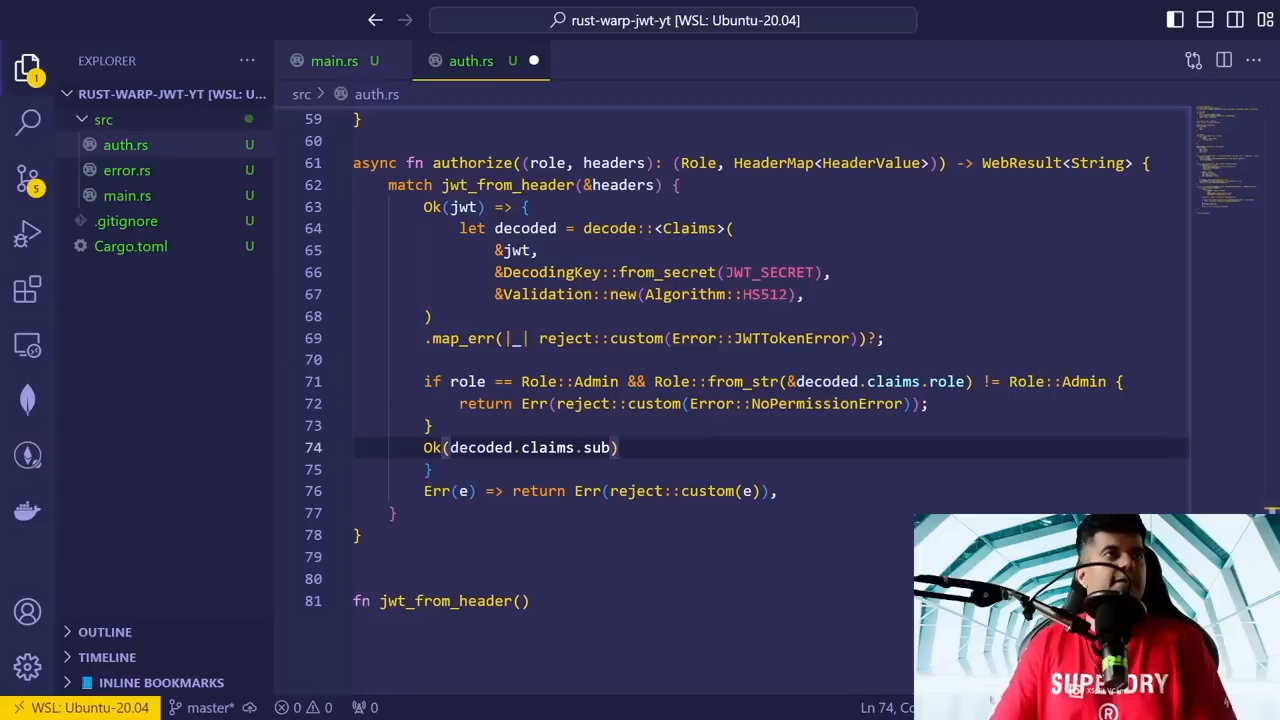 rust-warp-jwt-yt [WSL: Ubuntu-20.04]
1
5
EXPLORER
RUST-WARP-JWT-YT [WSL: U...
src
auth.rs U
error.rs U
main.rs U
.gitignore U
Cargo.toml U
OUTLINE
TIMELINE
INLINE BOOKMARKS
main.rs U
auth.rs U
src > auth.rs
59 }
60
61 async fn authorize((role, headers): (Role, HeaderMap<HeaderValue>)) -> WebResult<String> {
62 match jwt_from_header(&headers) {
63 Ok(jwt) => {
64 let decoded = decode::<Claims>(
65 &jwt,
66 &DecodingKey::from_secret(JWT_SECRET),
67 &Validation::new(Algorithm::HS512),
68 )
69 .map_err(|_| reject::custom(Error::JWTTokenError))?;
70
71 if role == Role::Admin && Role::from_str(&decoded.claims.role) != Role::Admin {
72 return Err(reject::custom(Error::NoPermissionError));
73 }
74 Ok(decoded.claims.sub)
75 }
76 Err(e) => return Err(reject::custom(e)),
77 }
78 }
79
80
81 fn jwt_from_header()
WSL: Ubuntu-20.04 master* 0 0 0 Ln 74, Co